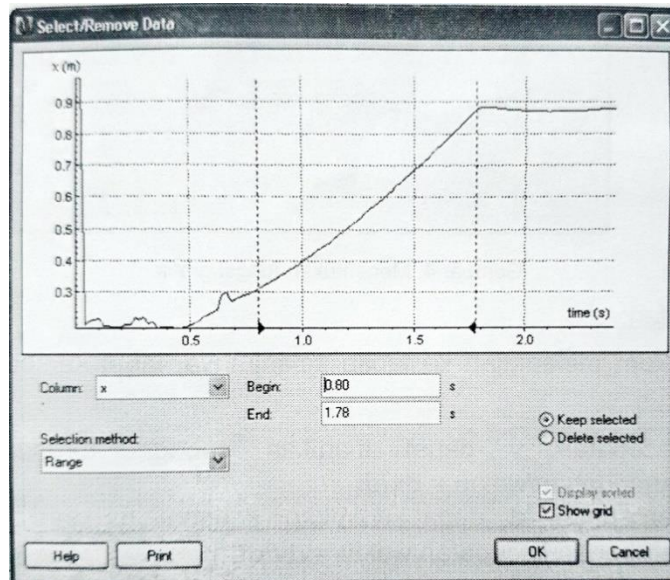 Select/Remove Data
x (m)
0.9
0.8
0.7
0.6
0.5
0.4
0.3
time (s)
0.5
1.0
1.5
2.0
Column:
x
Begin:
0.80
s
End:
1.78
s
Selection method:
Range
Keep selected
Delete selected
Display sorted
Show grid
Help
Print
OK
Cancel